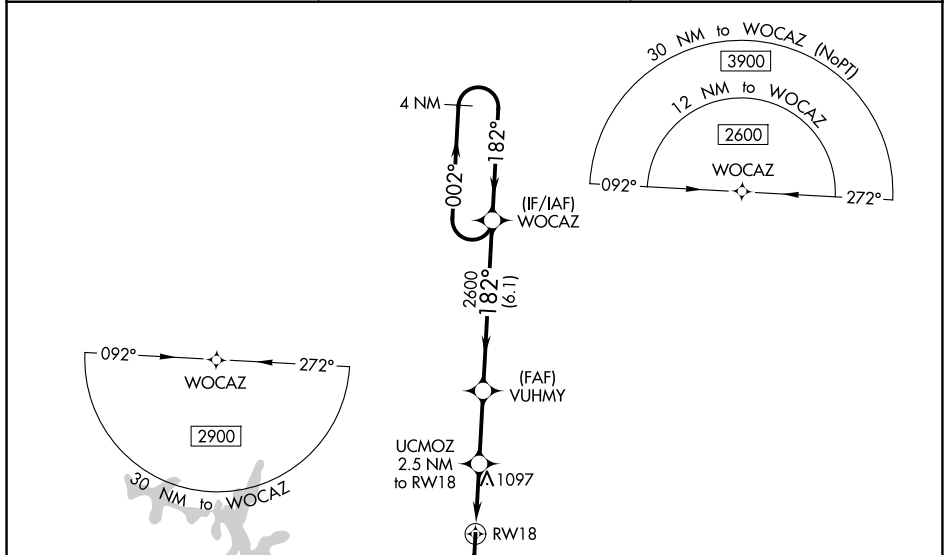 30 NM to WOCAZ (NoPT)
3900
12 NM to WOCAZ
2600
WOCAZ
092°
272°
4 NM
182°
002°
(IF/IAF)
WOCAZ
2600
182°
(6.1)
092°
272°
WOCAZ
2900
30 NM to WOCAZ
(FAF)
VUHMY
UCMOZ
2.5 NM
to RW18
1097
RW18